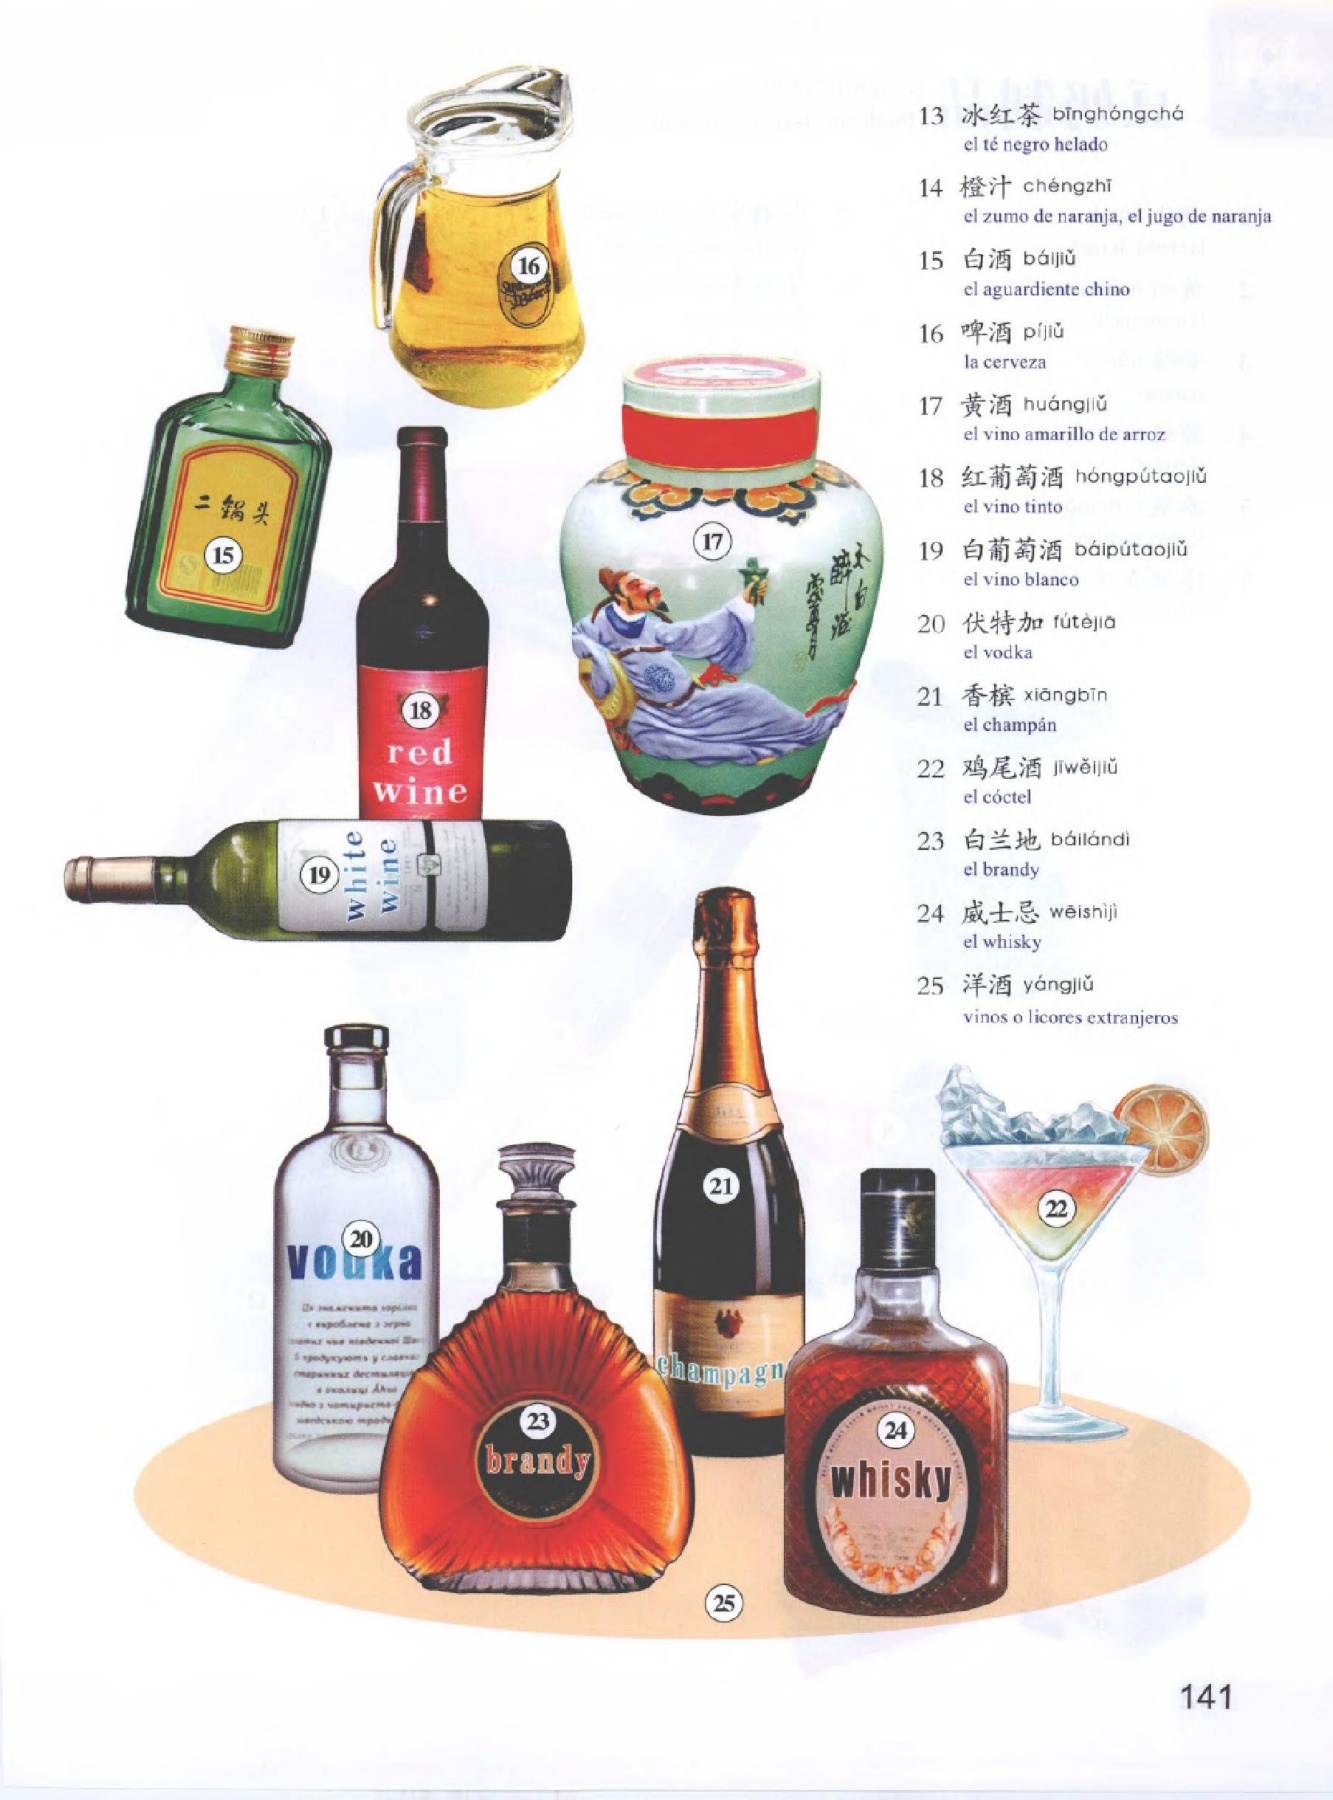 13 冰红茶 bīnghóngchá
el té negro helado
14 橙汁 chéngzhī
el zumo de naranja, el jugo de naranja
15 白酒 báijiǔ
el aguardiente chino
16 啤酒 píjiǔ
la cerveza
17 黄酒 huángjiǔ
el vino amarillo de arroz
18 红葡萄酒 hóngpútaojiǔ
el vino tinto
19 白葡萄酒 báipútaojiǔ
el vino blanco
20 伏特加 fútèjiā
el vodka
21 香槟 xiāngbīn
el champán
22 鸡尾酒 jīwěijiǔ
el cóctel
23 白兰地 báilándì
el brandy
24 威士忌 wēishìjì
el whisky
25 洋酒 yángjiǔ
vinos o licores extranjeros
16
二锅头
15
17
18
red
wine
19
white
wine
20
vodka
21
champagn
22
23
brandy
24
whisky
25
141